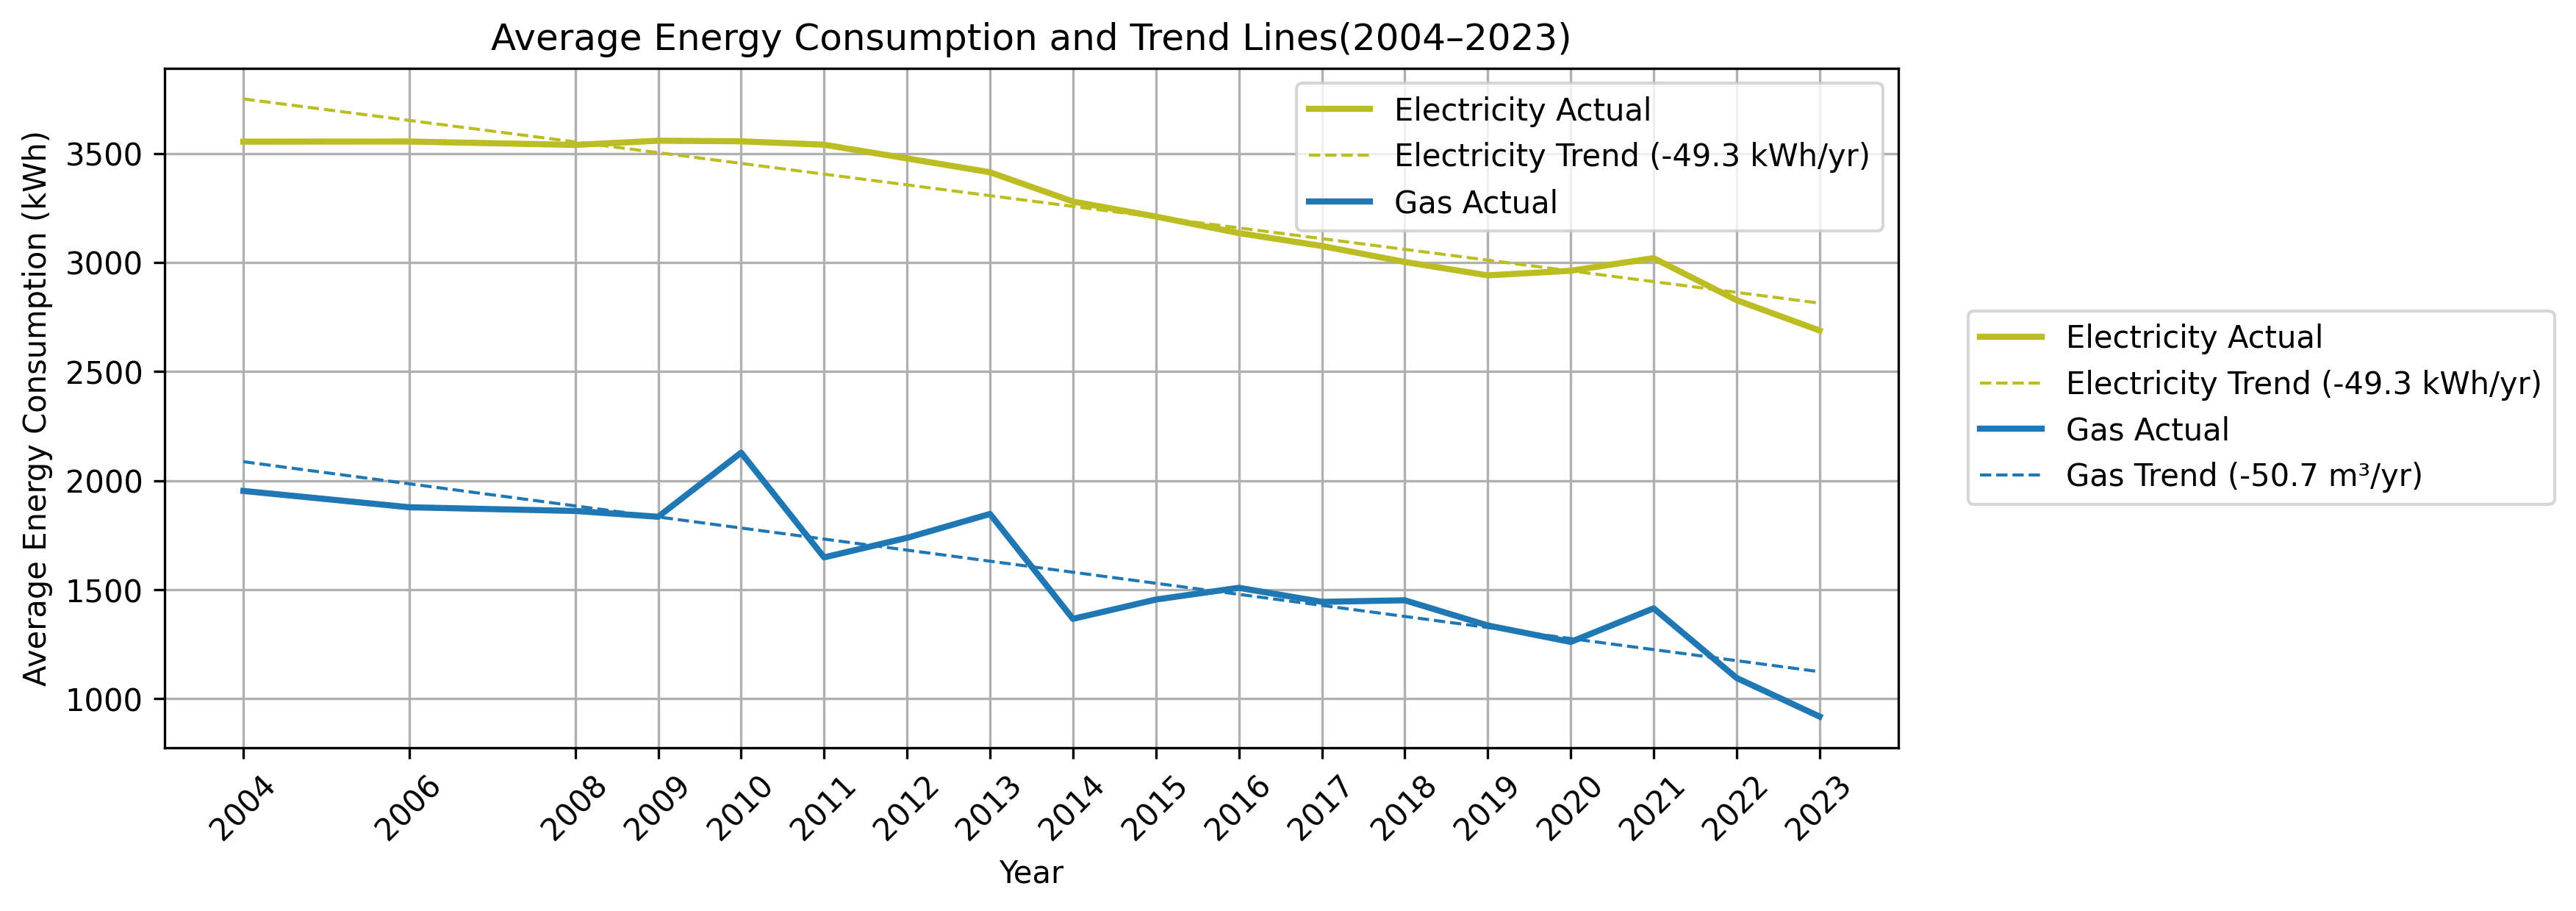 Average Energy Consumption and Trend Lines(2004–2023)
Average Energy Consumption (kWh)
3500
3000
2500
2000
1500
1000
Electricity Actual
Electricity Trend (-49.3 kWh/yr)
Gas Actual
Electricity Actual
Electricity Trend (-49.3 kWh/yr)
Gas Actual
Gas Trend (-50.7 m³/yr)
2004
2006
2008
2009
2010
2011
2012
2013
2014
2015
2016
2017
2018
2019
2020
2021
2022
2023
Year